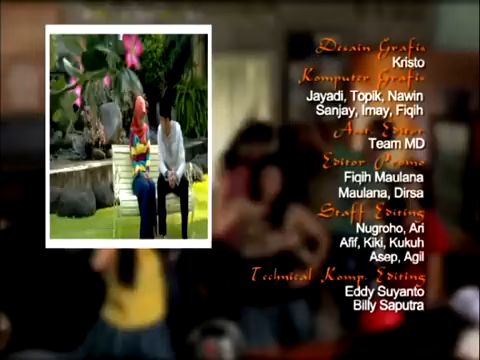 Desain Grafis
Kristo
Komputer Grafis
Jayadi, Topik, Nawin
Sanjay, Imay, Fiqih
Asst. Editor
Team MD
Editor Promo
Fiqih Maulana
Maulana, Dirsa
Staff Editing
Nugroho, Ari
Afif, Kiki, Kukuh
Asep, Agil
Technical Komp. Editing
Eddy Suyanto
Billy Saputra